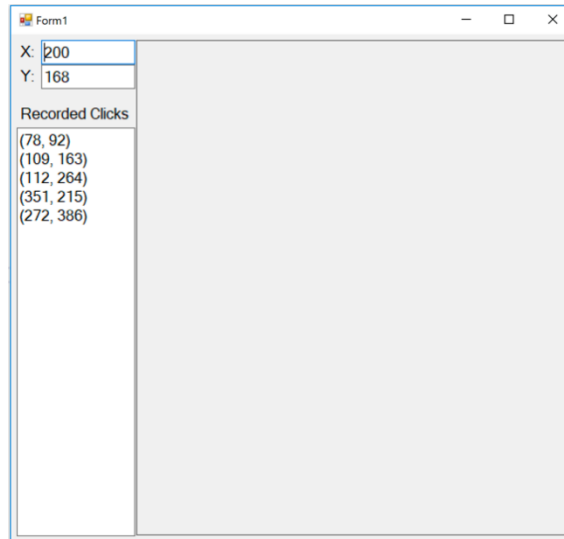 Form1
X: 200
Y: 168
Recorded Clicks
(78, 92)
(109, 163)
(112, 264)
(351, 215)
(272, 386)